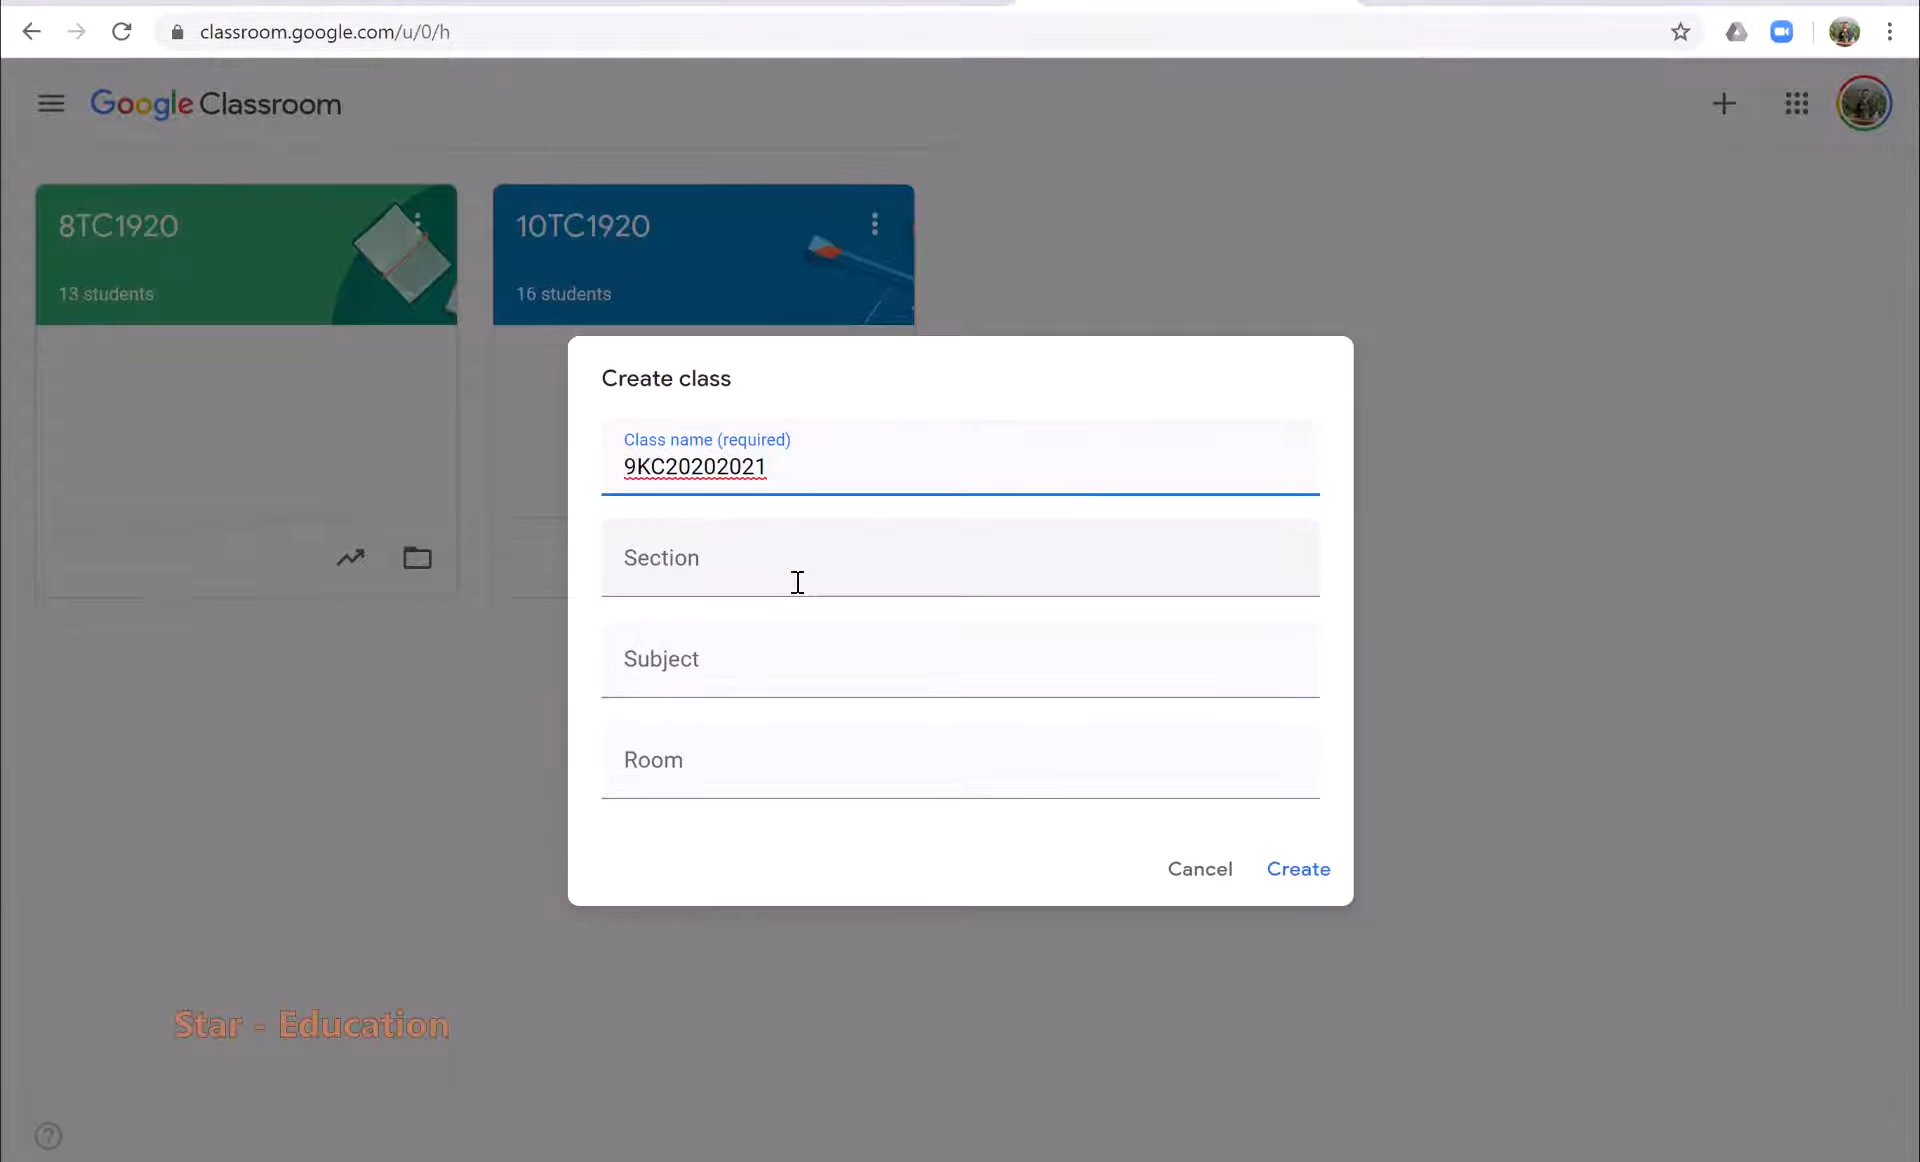 classroom.google.com/u/0/h
Google Classroom
8TC1920
13 students
10TC1920
16 students
Create class
Class name (required)
9KC20202021
Section
Subject
Room
Cancel
Create
Star - Education